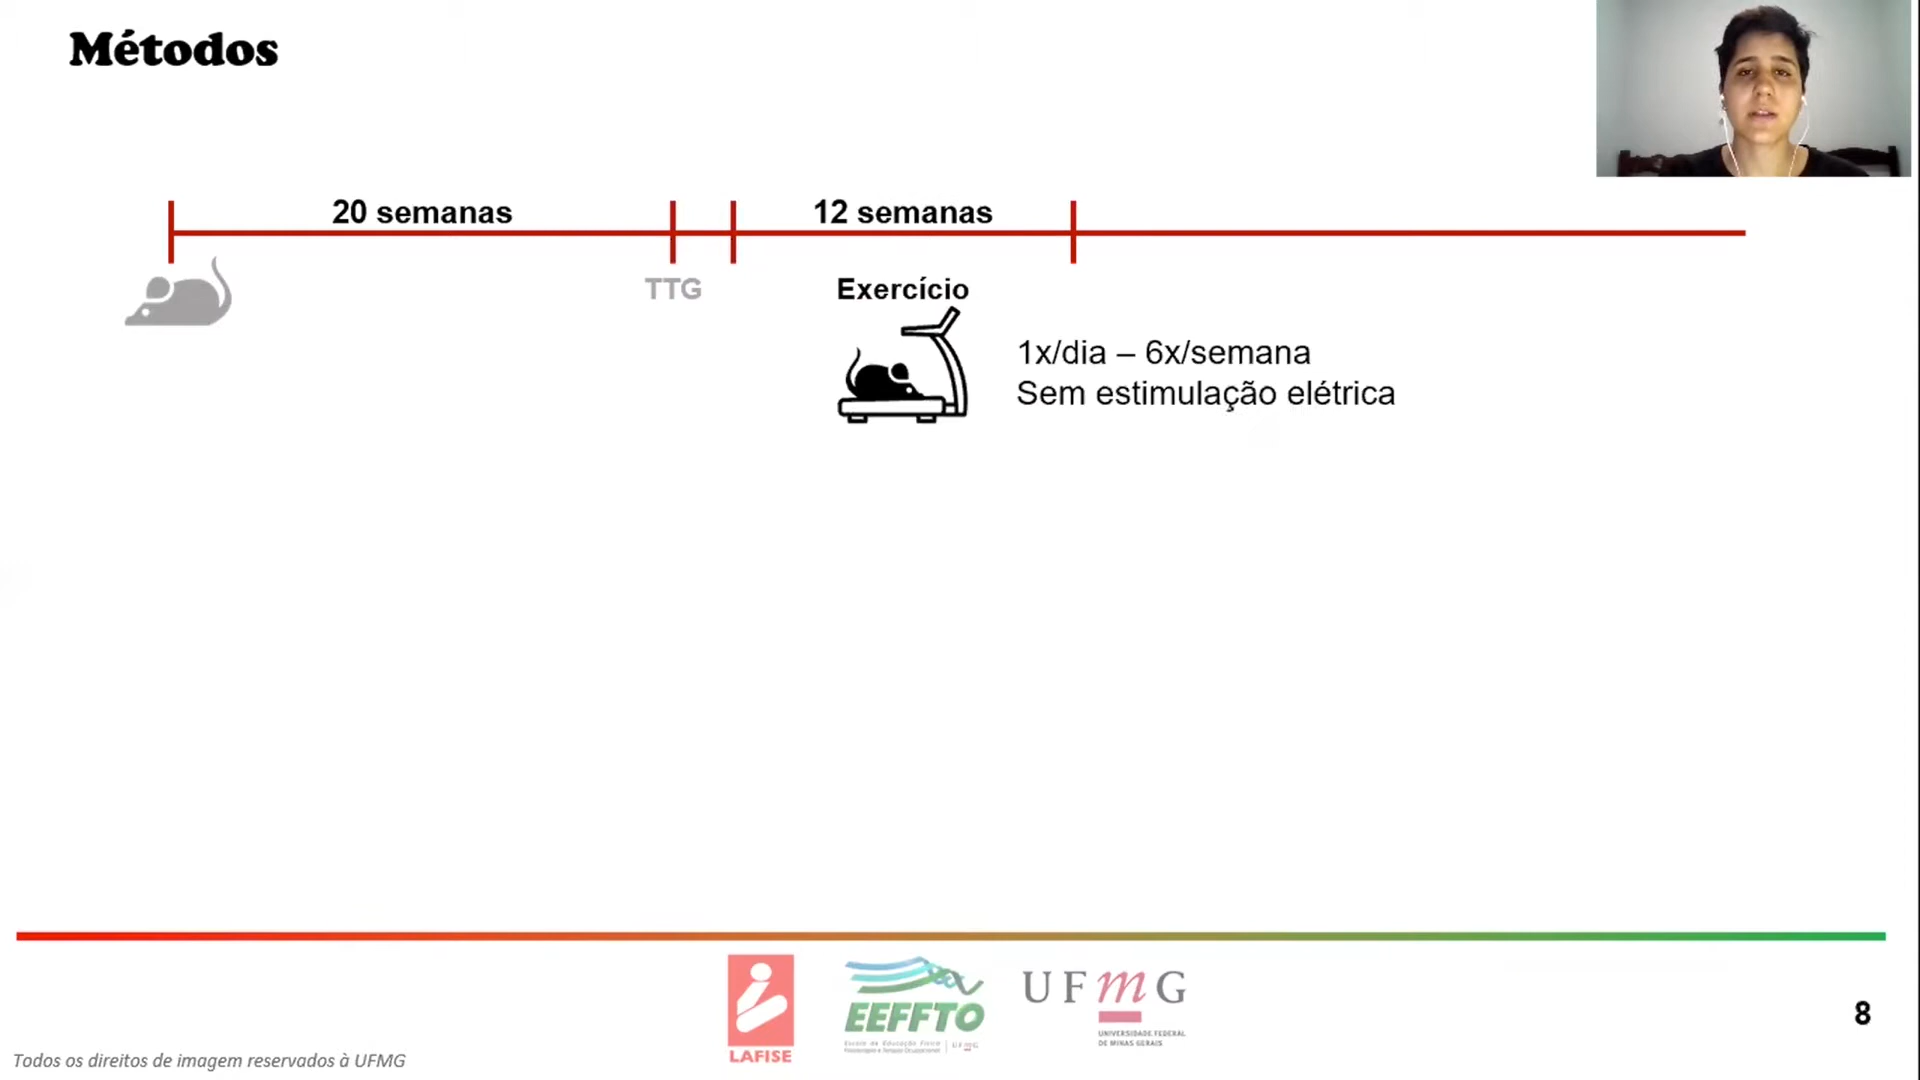 Métodos
20 semanas
12 semanas
TTG
Exercício
1x/dia – 6x/semana
Sem estimulação elétrica
LAFISE
EEFFTO
Escola de Educação Física
Fisioterapia e Terapia Ocupacional
UFmG
UFmG
UNIVERSIDADE FEDERAL
DE MINAS GERAIS
8
Todos os direitos de imagem reservados à UFMG